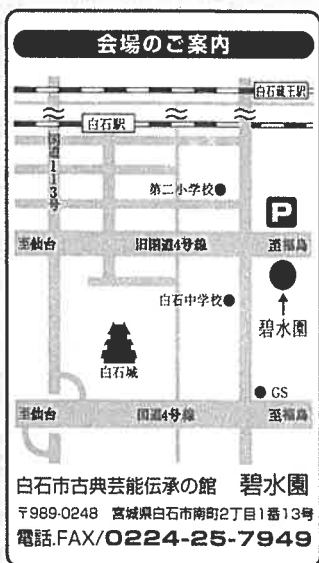 会場のご案内
白石蔵王駅
白石駅
国道113号
第二小学校
P
至仙台 旧国道4号線 至福島
白石中学校
碧水園
白石城
GS
至仙台 国道4号線 至福島
白石市古典芸能伝承の館 碧水園
〒989-0248 宮城県白石市南町2丁目1番13号
電話.FAX/0224-25-7949